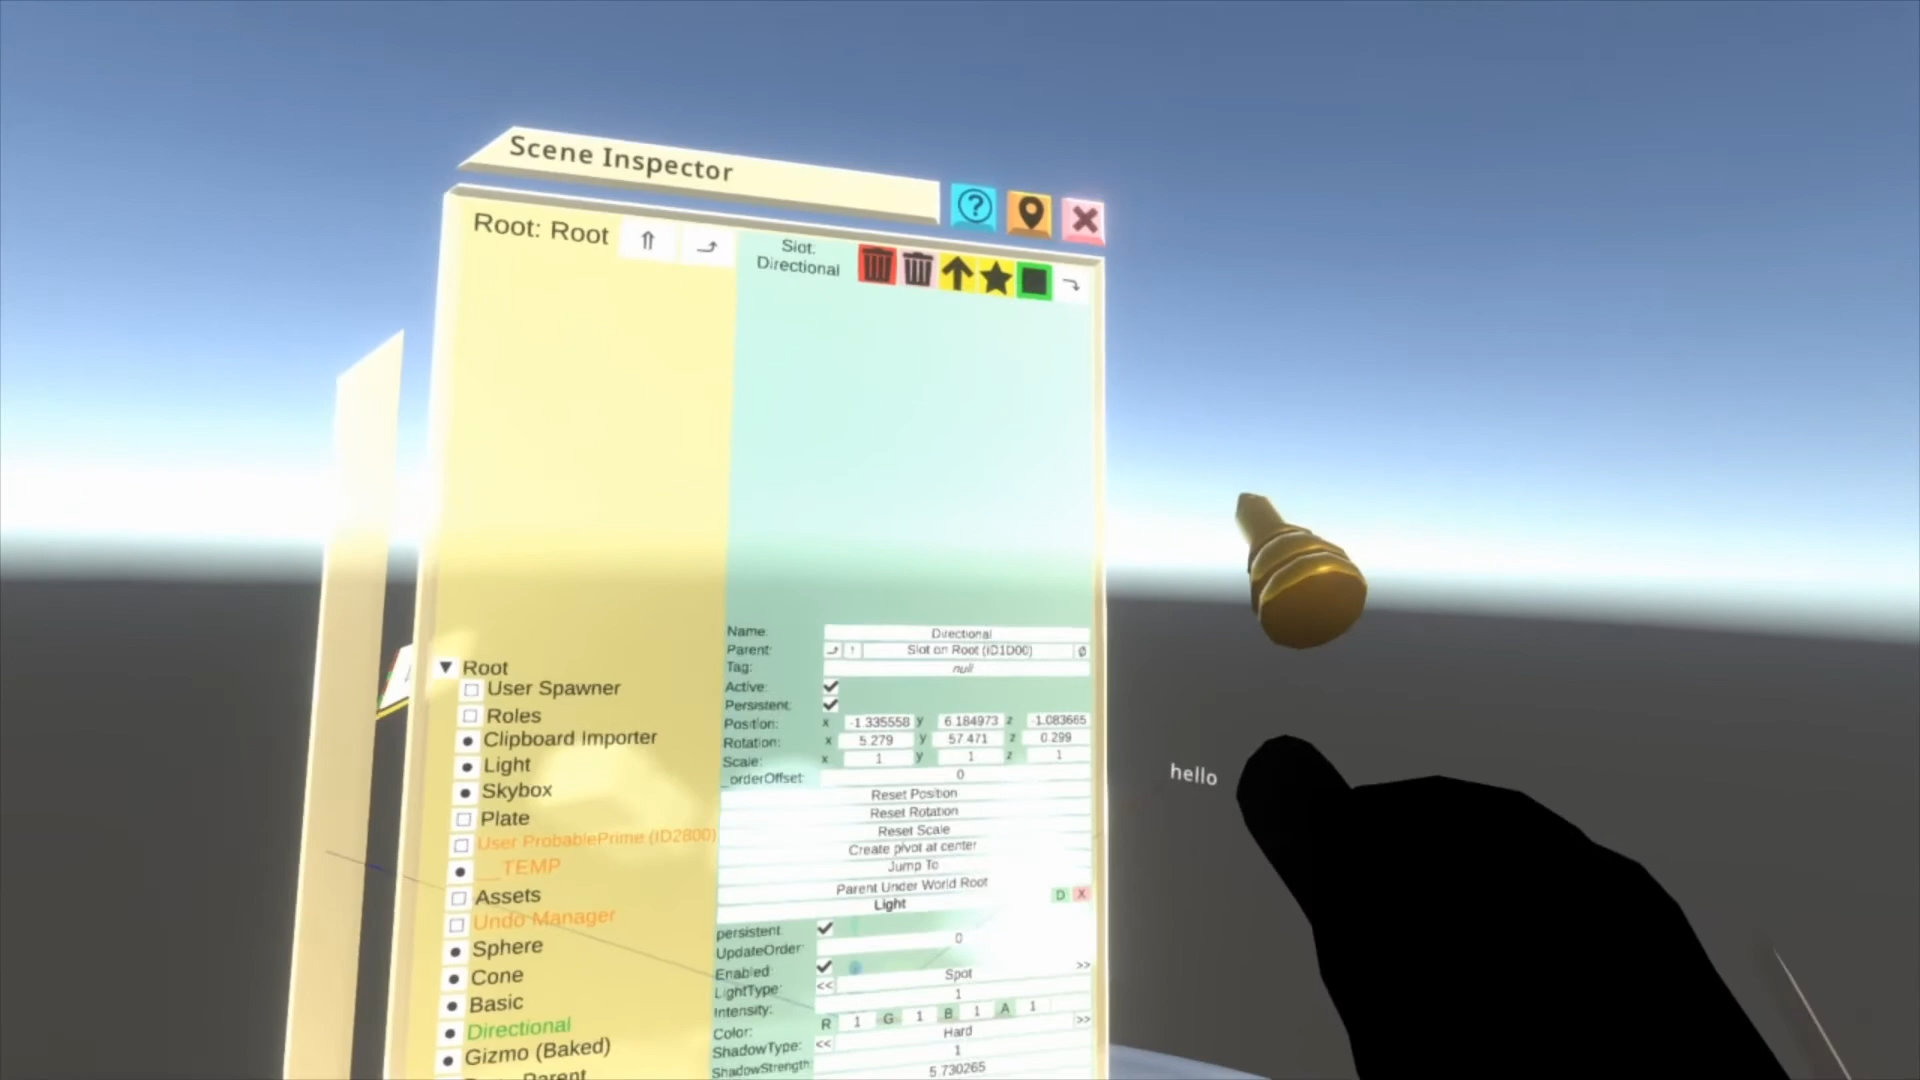 Scene Inspector
Root: Root
Slot:
Directional
Root
User Spawner
Roles
Clipboard Importer
Light
Skybox
Plate
User ProbablePrime (ID2800)
__TEMP
Assets
Undo Manager
Sphere
Cone
Basic
Directional
Gizmo (Baked)
Parent
Name: Directional
Parent: Slot on Root (ID1D00)
Tag: null
Active:
Persistent:
Position: x -1.335558 y 6.184973 z -1.083665
Rotation: x 5.279 y 57.471 z 0.299
Scale: x 1 y 1 z 1
_orderOffset: 0
Reset Position
Reset Rotation
Reset Scale
Create pivot at center
Jump To
Parent Under World Root
Light D X
persistent:
UpdateOrder: 0
Enabled:
LightType: << Spot >>
Intensity: 1
Color: R 1 G 1 B 1 A 1
ShadowType: << Hard >>
ShadowStrength: 1
5.730265
hello